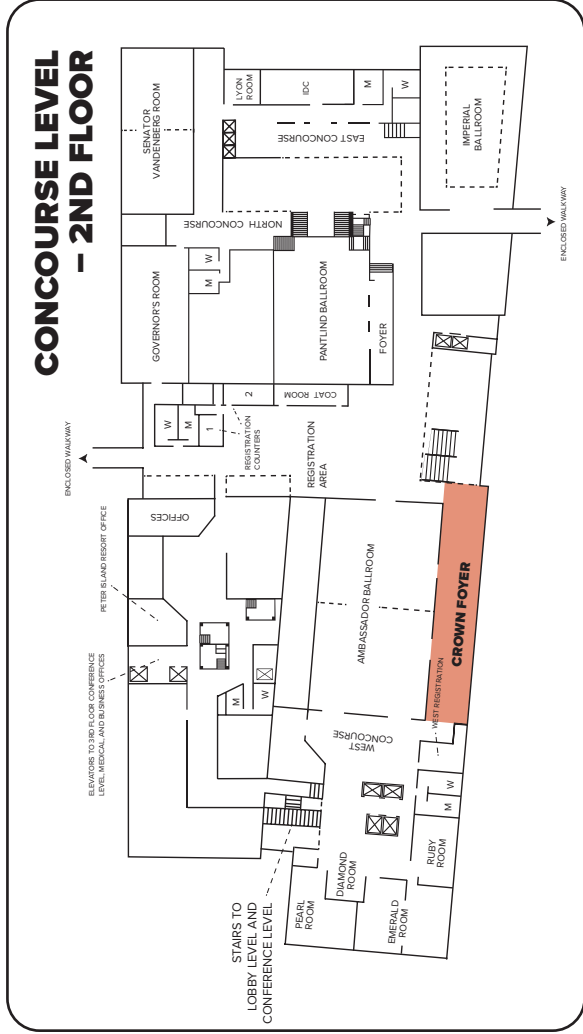 CONCOURSE LEVEL
– 2ND FLOOR
SENATOR
VANDENBERG ROOM
LYON
ROOM
IDC
M
W
EAST CONCOURSE
IMPERIAL
BALLROOM
ENCLOSED WALKWAY
NORTH CONCOURSE
GOVERNOR'S ROOM
W
M
PANTLIND BALLROOM
FOYER
COAT ROOM
2
W
M
1
REGISTRATION
COUNTERS
REGISTRATION
AREA
ENCLOSED WALKWAY
OFFICES
PETER ISLAND RESORT OFFICE
ELEVATORS TO 3RD FLOOR CONFERENCE
LEVEL, MEDICAL, AND BUSINESS OFFICES
M
W
AMBASSADOR BALLROOM
CROWN FOYER
WEST REGISTRATION
WEST
CONCOURSE
M
W
RUBY
ROOM
DIAMOND
ROOM
EMERALD
ROOM
PEARL
ROOM
STAIRS TO
LOBBY LEVEL AND
CONFERENCE LEVEL